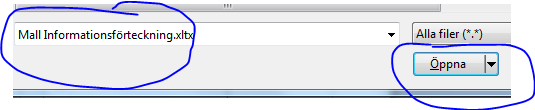 Mall Informationsförteckning.xltx
Alla filer (*.*)
Öppna